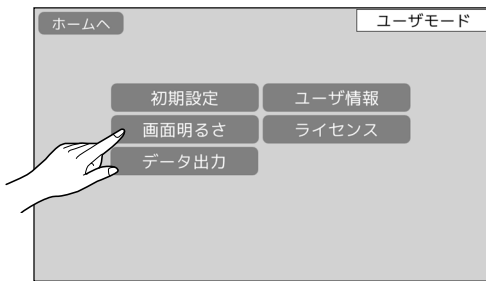 ホームへ
ユーザモード
初期設定
ユーザ情報
画面明るさ
ライセンス
データ出力